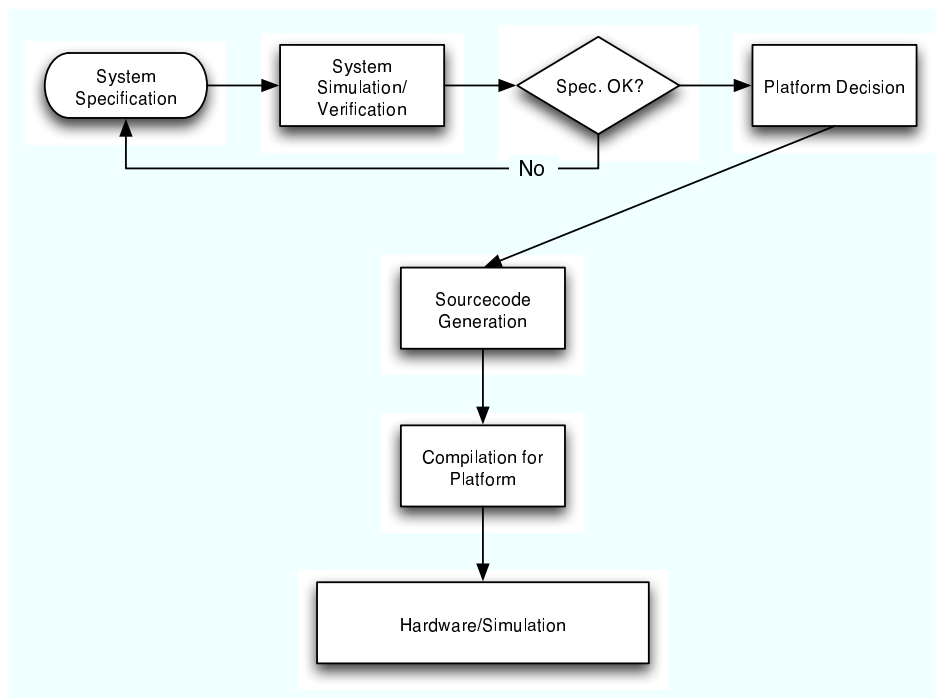 System
Specification
System
Simulation/
Verification
Spec. OK?
Platform Decision
No
Sourcecode
Generation
Compilation for
Platform
Hardware/Simulation